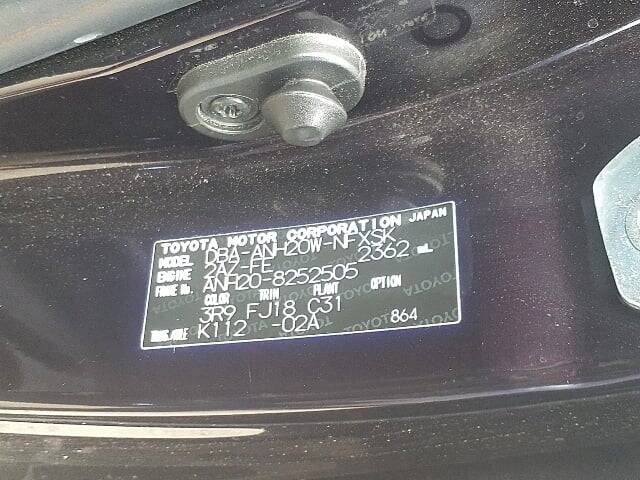 TOYOTA MOTOR CORPORATION JAPAN
MODEL DBA-ANH20W-NFXSK
ENGINE 2AZ-FE 2362 mL
FRAME No. ANH20-8252505
COLOR TRIM PLANT OPTION
3R9 FJ18 C31
TRANS./AXLE K112 -02A 864